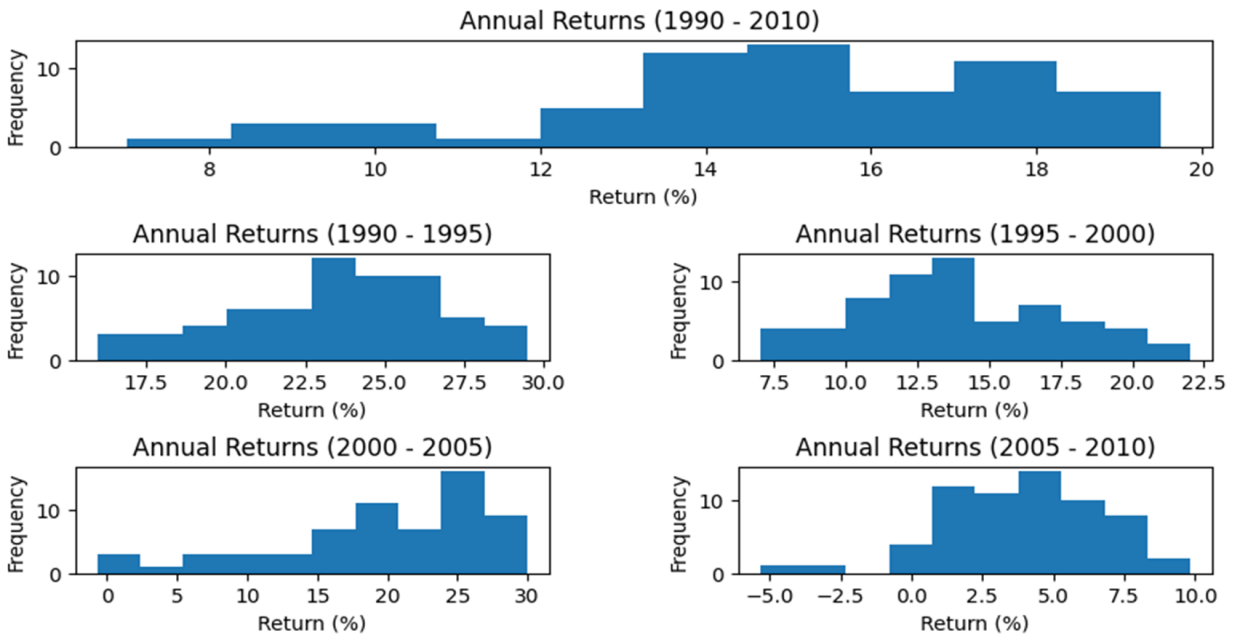 Annual Returns (1990 - 2010)
Frequency
10
0
8 10 12 14 16 18 20
Return (%)
Annual Returns (1990 - 1995)
Frequency
10
0
17.5 20.0 22.5 25.0 27.5 30.0
Return (%)
Annual Returns (1995 - 2000)
Frequency
10
0
7.5 10.0 12.5 15.0 17.5 20.0 22.5
Return (%)
Annual Returns (2000 - 2005)
Frequency
10
0
0 5 10 15 20 25 30
Return (%)
Annual Returns (2005 - 2010)
Frequency
10
0
−5.0 −2.5 0.0 2.5 5.0 7.5 10.0
Return (%)